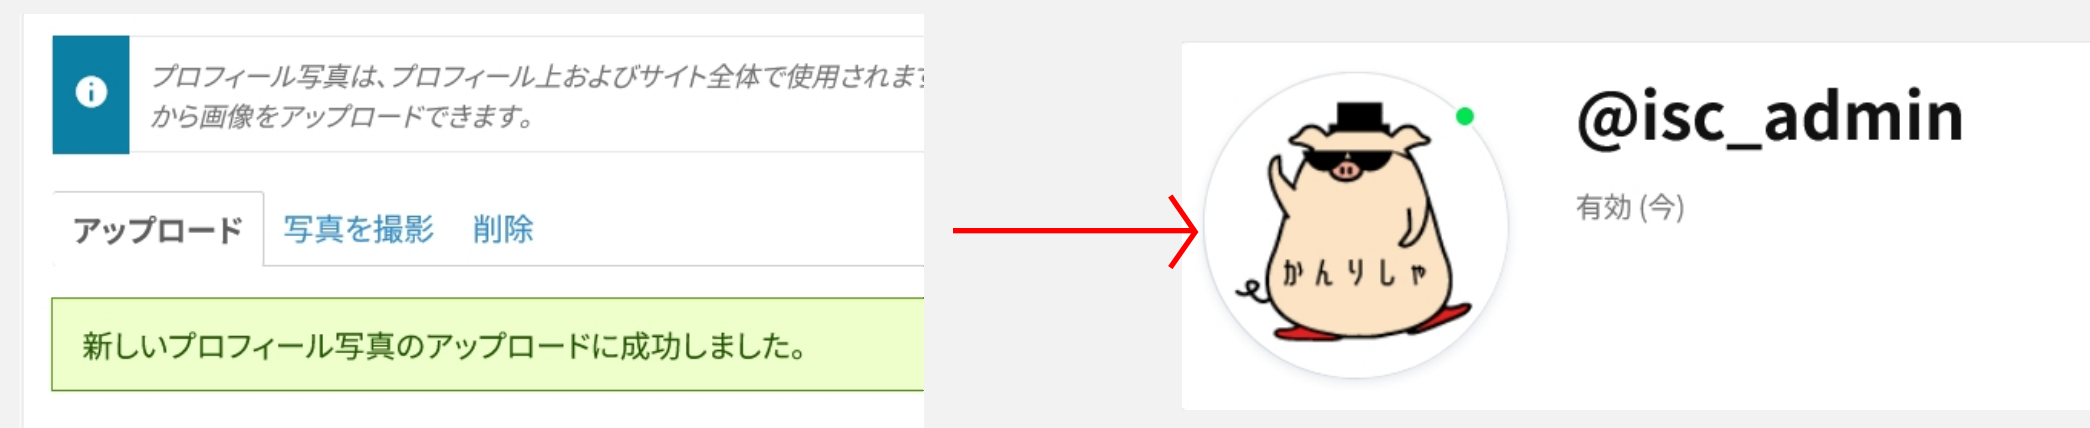 プロフィール写真は、プロフィール上およびサイト全体で使用されます
から画像をアップロードできます。
アップロード 写真を撮影 削除
新しいプロフィール写真のアップロードに成功しました。
@isc_admin
有効 (今)
かんりしゃ